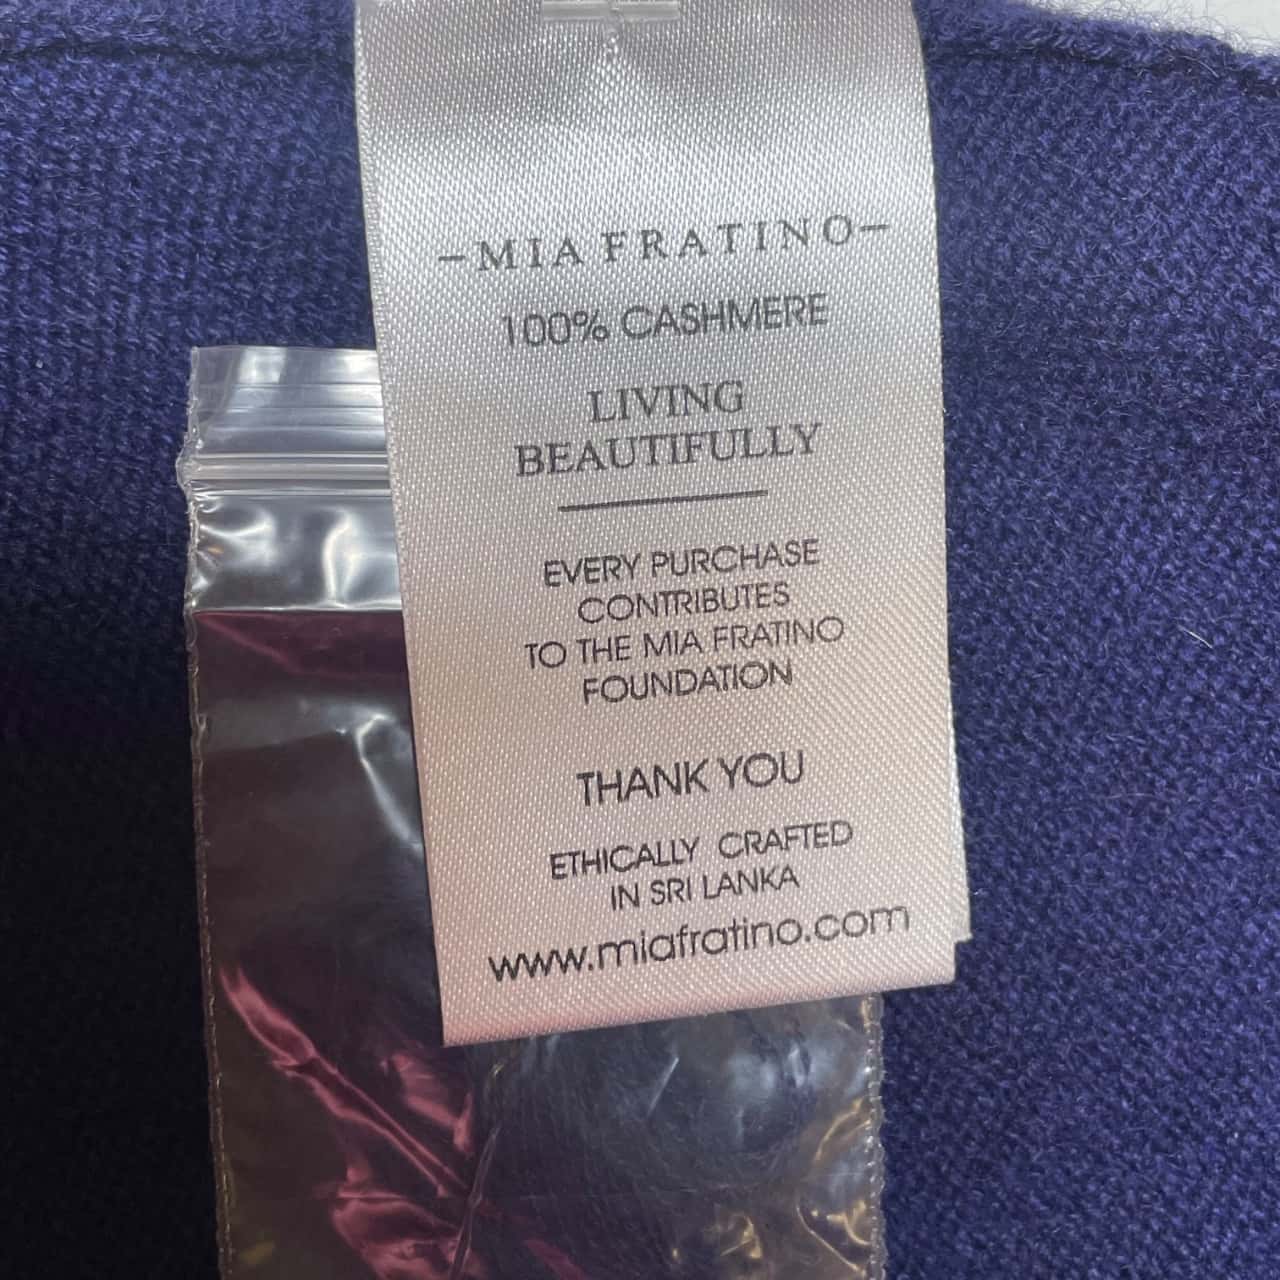 -MIA FRATINO-
100% CASHMERE
LIVING
BEAUTIFULLY
EVERY PURCHASE
CONTRIBUTES
TO THE MIA FRATINO
FOUNDATION
THANK YOU
ETHICALLY CRAFTED
IN SRI LANKA
www.miafratino.com